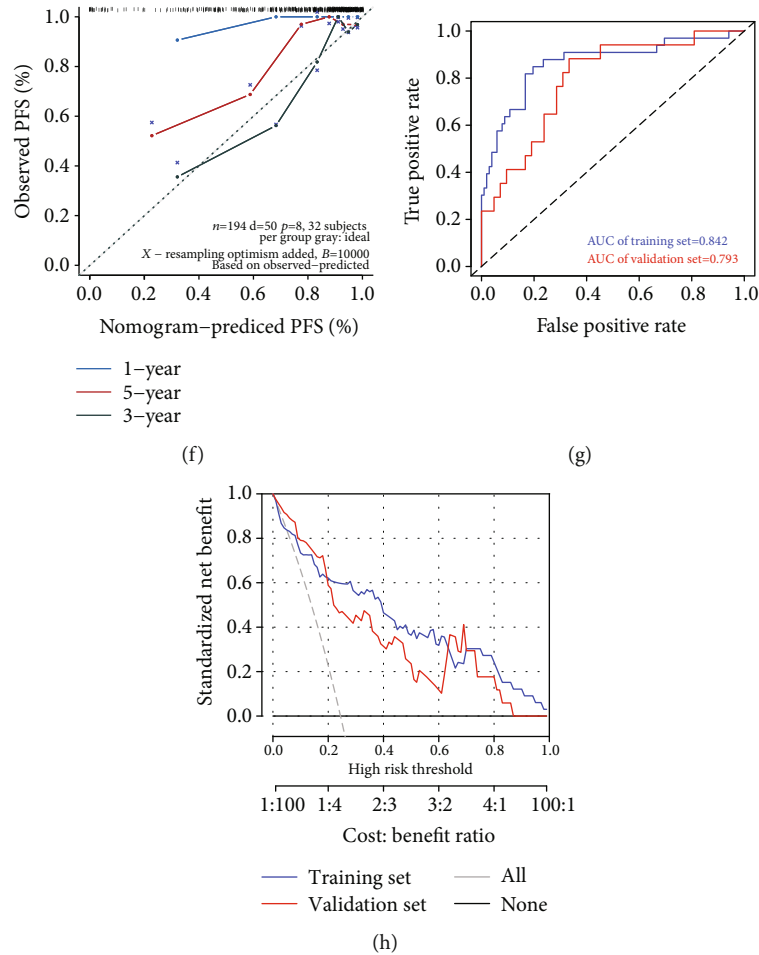 Observed PFS (%)
1.0
0.8
0.6
0.4
0.2
0.0
n=194 d=50 p=8, 32 subjects
per group gray: ideal
X − resampling optimism added, B=10000
Based on observed−predicted
0.0 0.2 0.4 0.6 0.8 1.0
Nomogram−prediced PFS (%)
1−year
5−year
3−year
(f)
True positive rate
1.0
0.8
0.6
0.4
0.2
0.0
AUC of training set=0.842
AUC of validation set=0.793
0.0 0.2 0.4 0.6 0.8 1.0
False positive rate
(g)
Standardized net benefit
1.0
0.8
0.6
0.4
0.2
0.0
0.0 0.2 0.4 0.6 0.8 1.0
High risk threshold
1:100 1:4 2:3 3:2 4:1 100:1
Cost: benefit ratio
Training set All
Validation set None
(h)